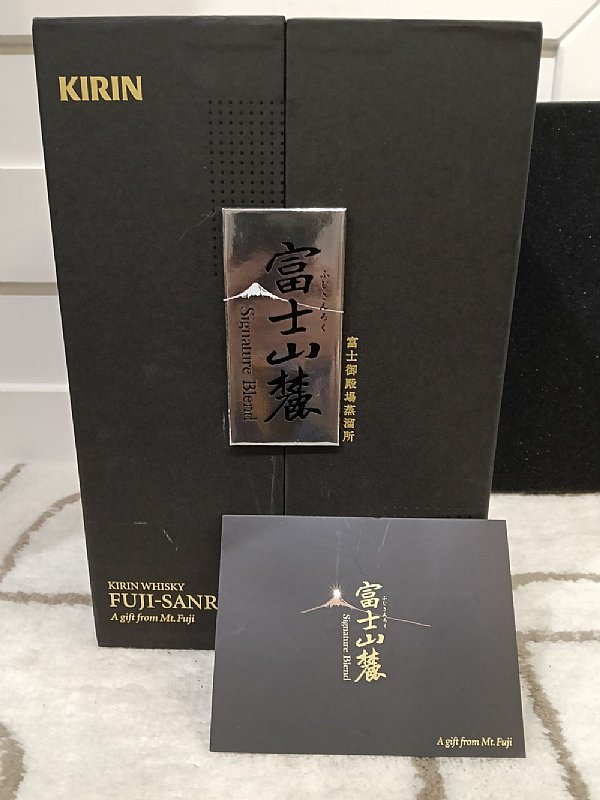 KIRIN
富士山麓
ふじさんろく
Signature Blend
富士御殿場蒸溜所
KIRIN WHISKY
FUJI-SANR
A gift from Mt. Fuji
富士山麓
ふじさんろく
Signature Blend
A gift from Mt. Fuji